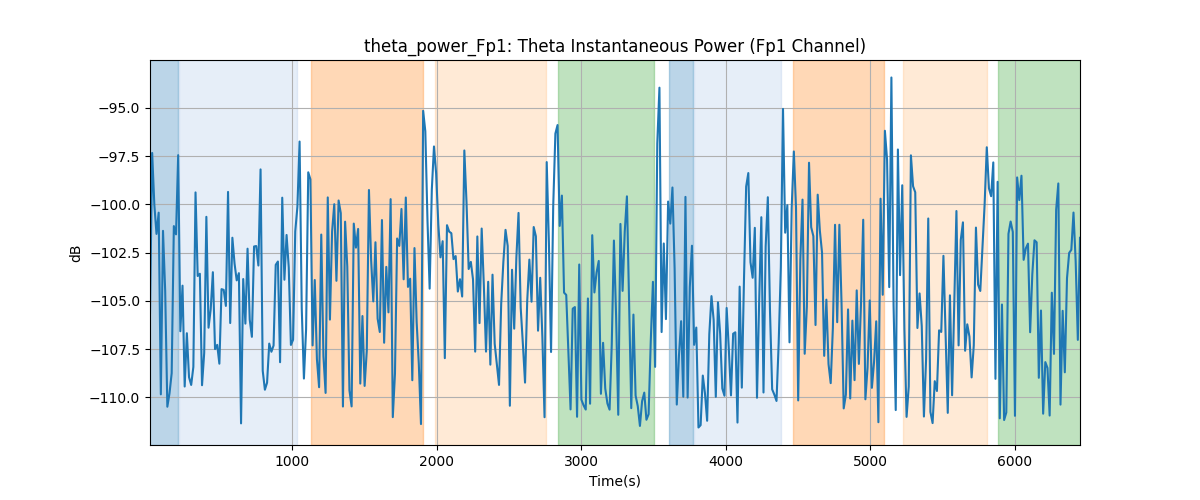 theta_power_Fp1: Theta Instantaneous Power (Fp1 Channel)
dB
−95.0
−97.5
−100.0
−102.5
−105.0
−107.5
−110.0
1000 2000 3000 4000 5000 6000
Time(s)